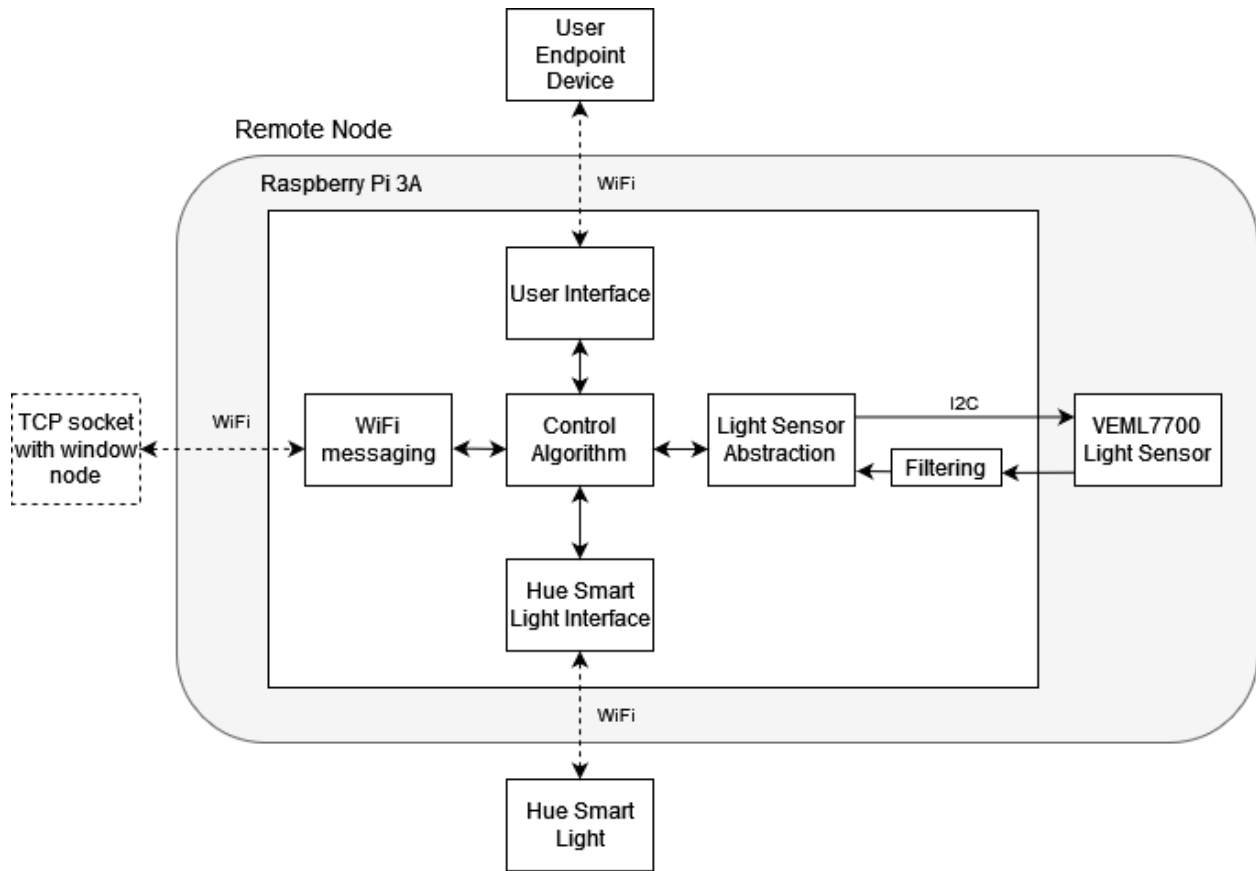 User
Endpoint
Device
Remote Node
Raspberry Pi 3A
WiFi
User Interface
TCP socket
with window
node
WiFi
WiFi
messaging
Control
Algorithm
Light Sensor
Abstraction
I2C
Filtering
VEML7700
Light Sensor
Hue Smart
Light Interface
WiFi
Hue Smart
Light